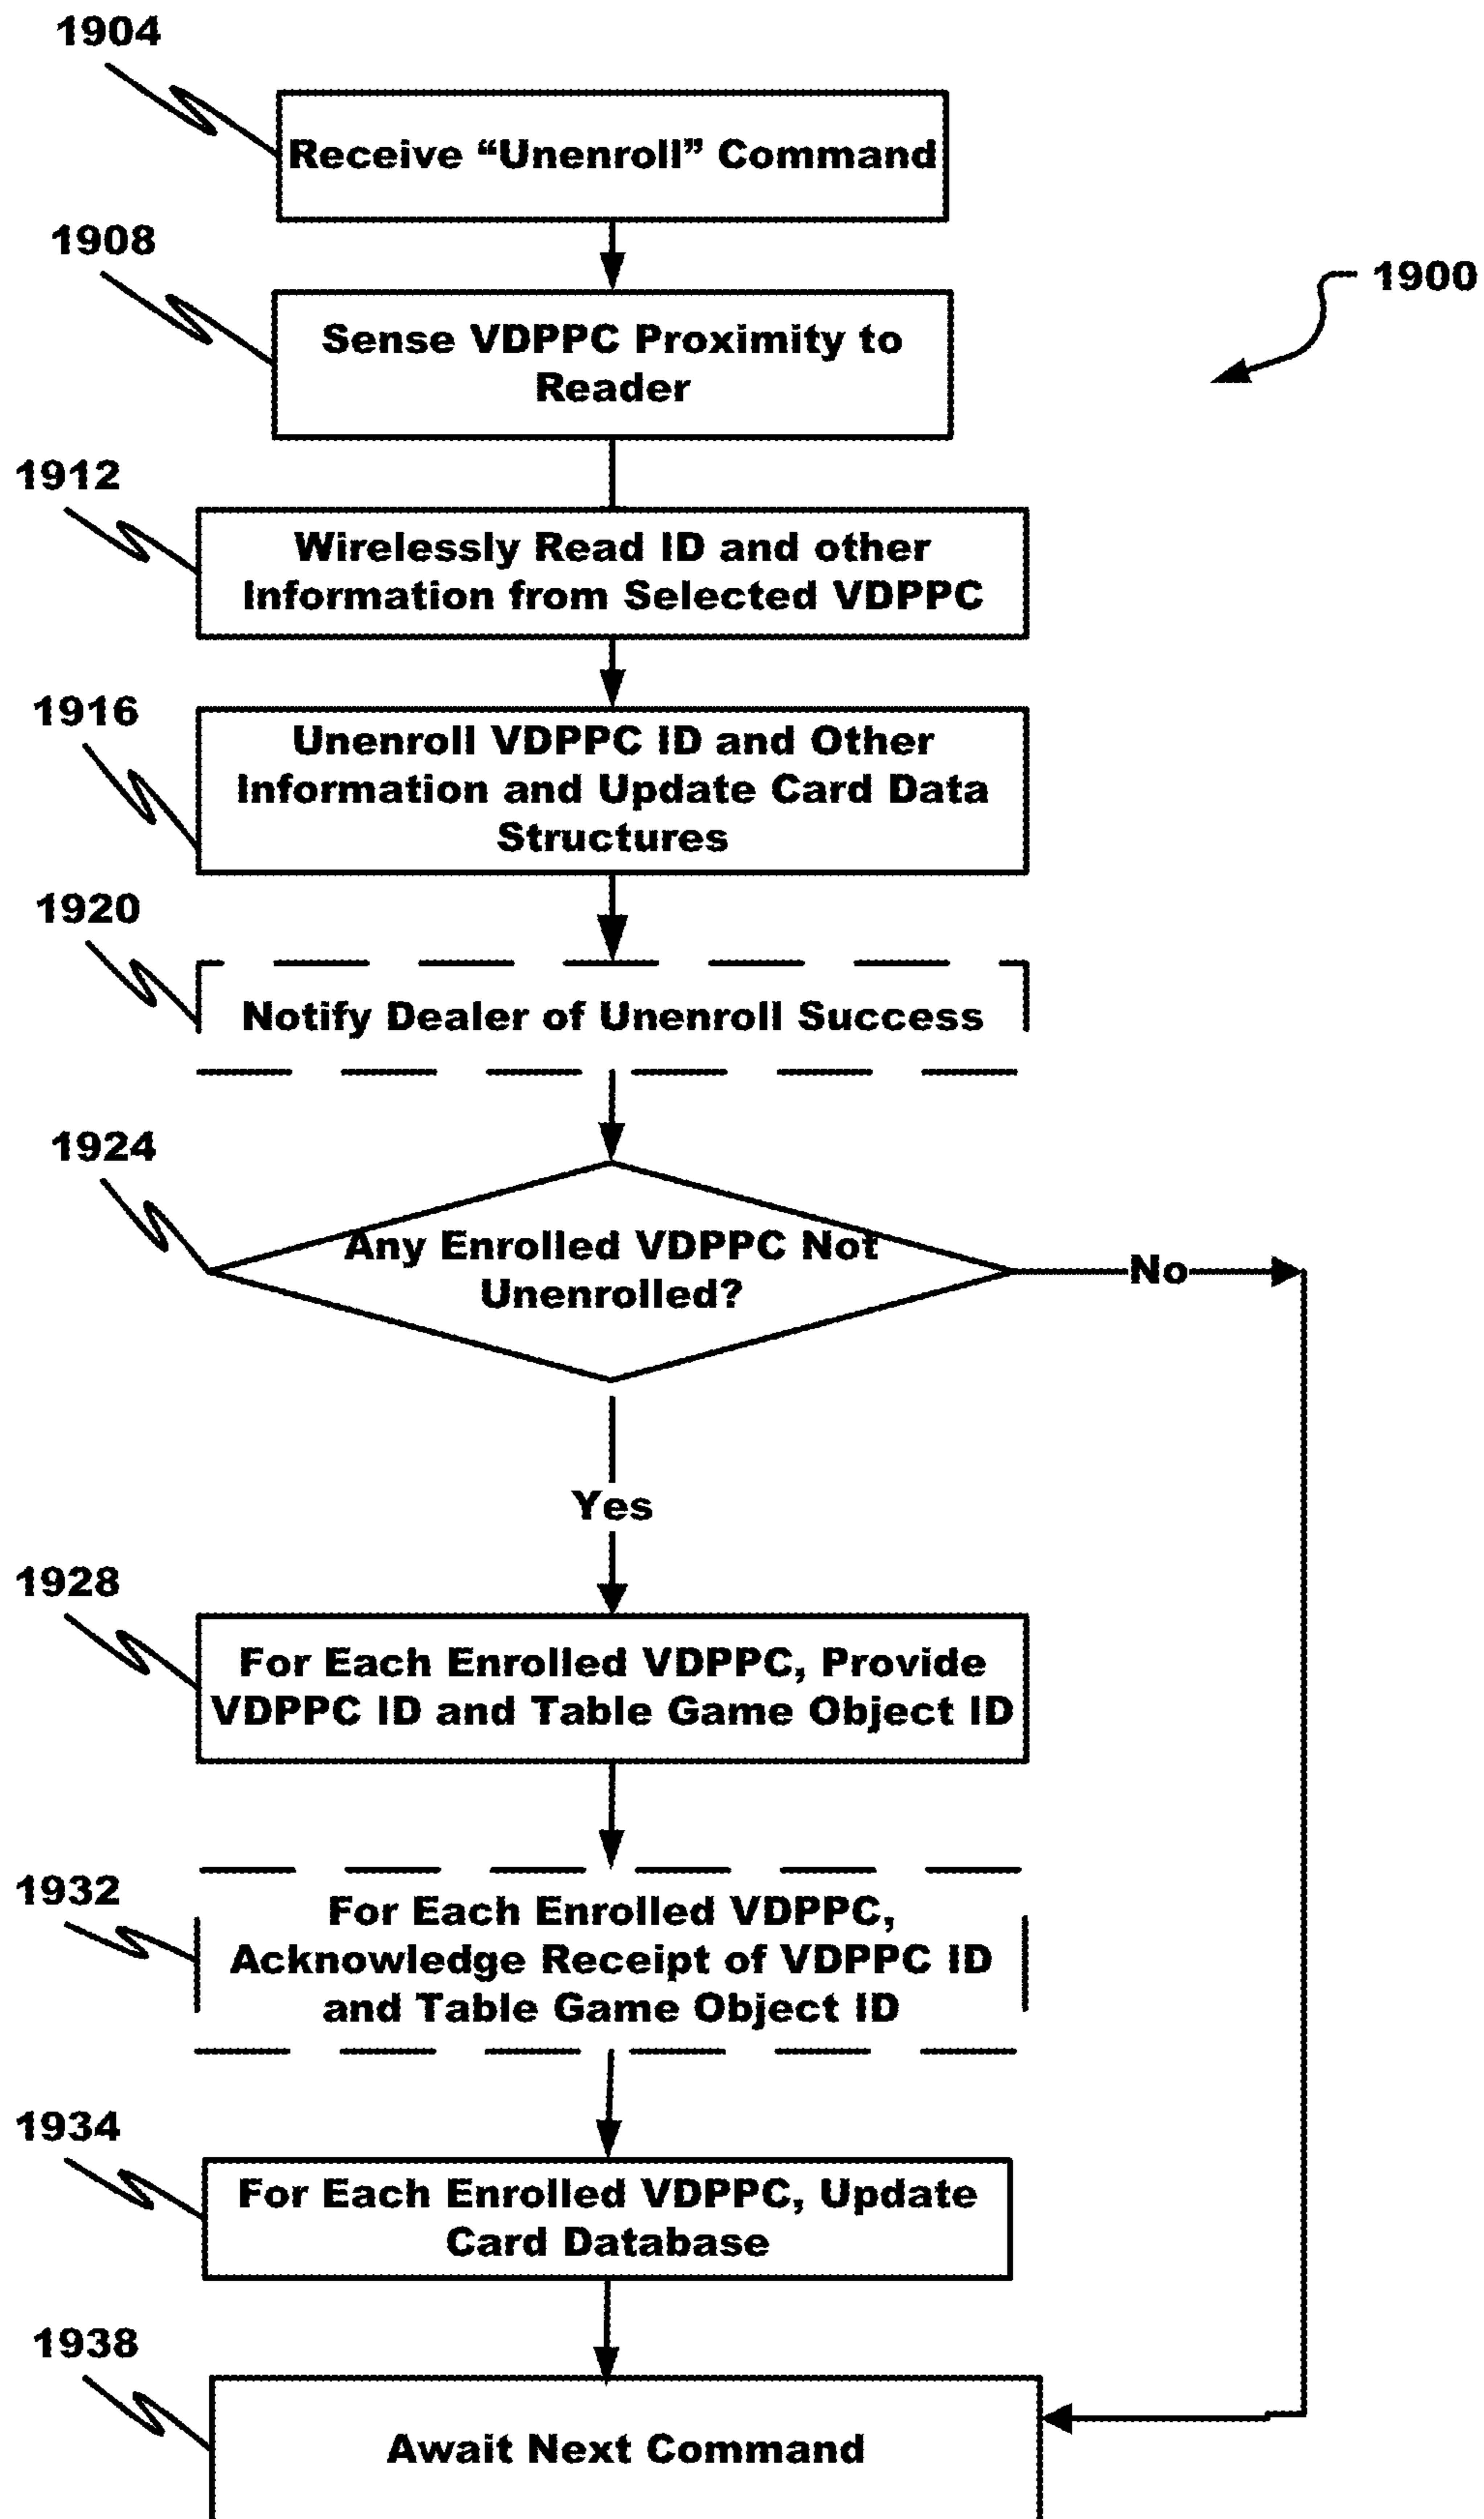 1904
Receive “Unenroll” Command
1908
1900
Sense VDPPC Proximity to
Reader
1912
Wirelessly Read ID and other
Information from Selected VDPPC
1916
Unenroll VDPPC ID and Other
Information and Update Card Data
Structures
1920
Notify Dealer of Unenroll Success
1924
Any Enrolled VDPPC Not
Unenrolled?
No
Yes
1928
For Each Enrolled VDPPC, Provide
VDPPC ID and Table Game Object ID
1932
For Each Enrolled VDPPC,
Acknowledge Receipt of VDPPC ID
and Table Game Object ID
1934
For Each Enrolled VDPPC, Update
Card Database
1938
Await Next Command